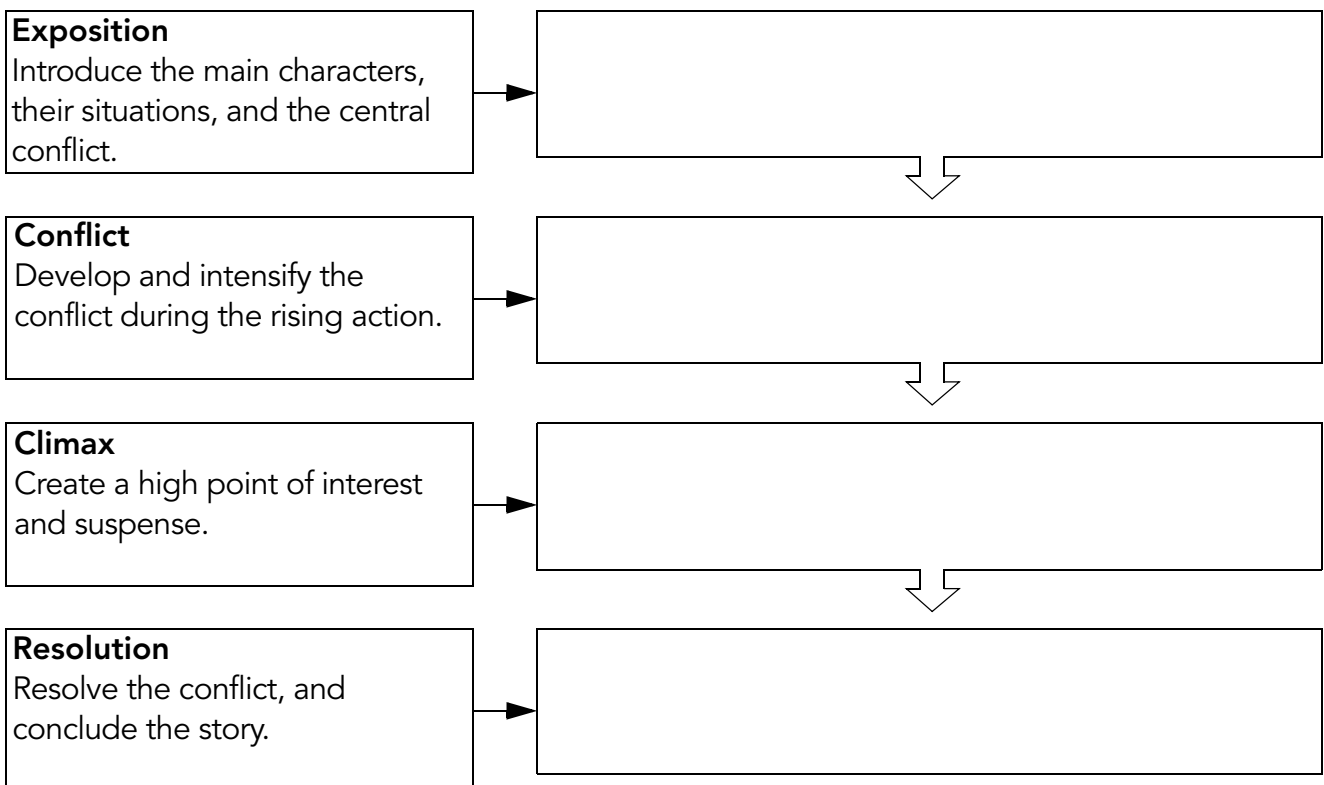 Exposition
Introduce the main characters,
their situations, and the central
conflict.
Conflict
Develop and intensify the
conflict during the rising action.
Climax
Create a high point of interest
and suspense.
Resolution
Resolve the conflict, and
conclude the story.